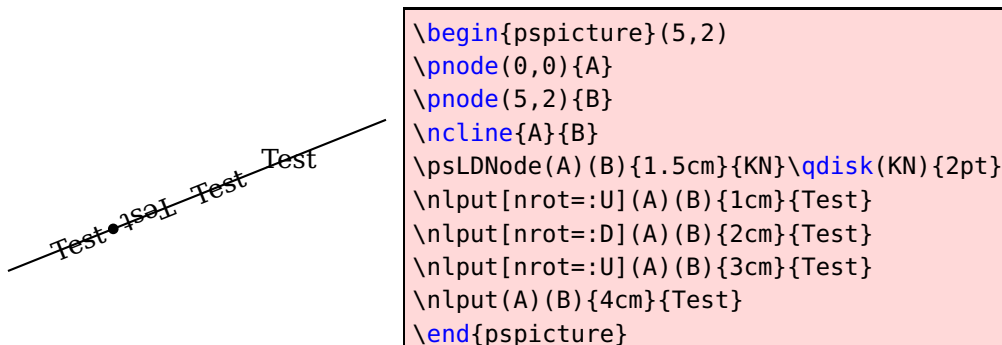 Test
Test
Test
Test
\begin{pspicture}(5,2)
\pnode(0,0){A}
\pnode(5,2){B}
\ncline{A}{B}
\psLDNode(A)(B){1.5cm}{KN}\qdisk(KN){2pt}
\nlput[nrot=:U](A)(B){1cm}{Test}
\nlput[nrot=:D](A)(B){2cm}{Test}
\nlput[nrot=:U](A)(B){3cm}{Test}
\nlput(A)(B){4cm}{Test}
\end{pspicture}